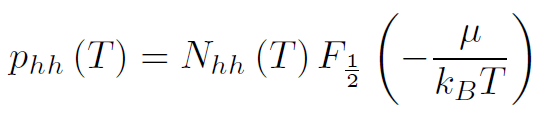 p_{hh} (T) = N_{hh} (T) F_{\frac{1}{2}} \left( -\frac{\mu}{k_B T} \right)